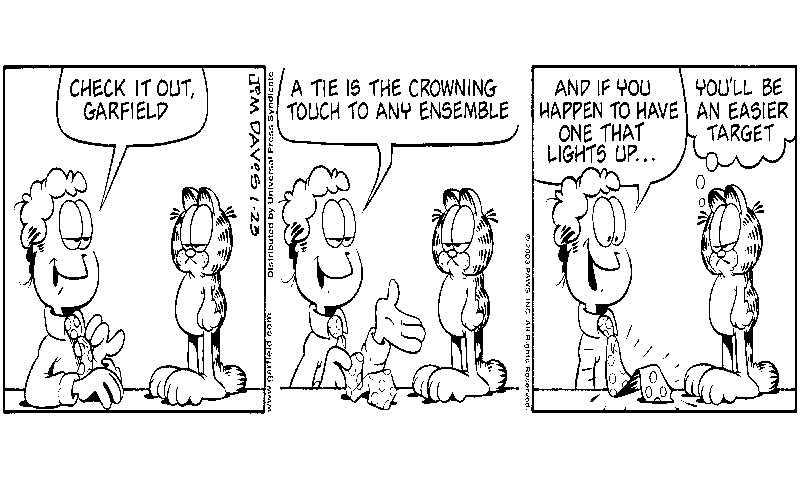 CHECK IT OUT,
GARFIELD
JIM DAVIS 1-23
Distributed by Universal Press Syndicate
www.garfield.com
A TIE IS THE CROWNING
TOUCH TO ANY ENSEMBLE
© 2003 PAWS, INC. All Rights Reserved.
AND IF YOU
HAPPEN TO HAVE
ONE THAT
LIGHTS UP...
YOU'LL BE
AN EASIER
TARGET